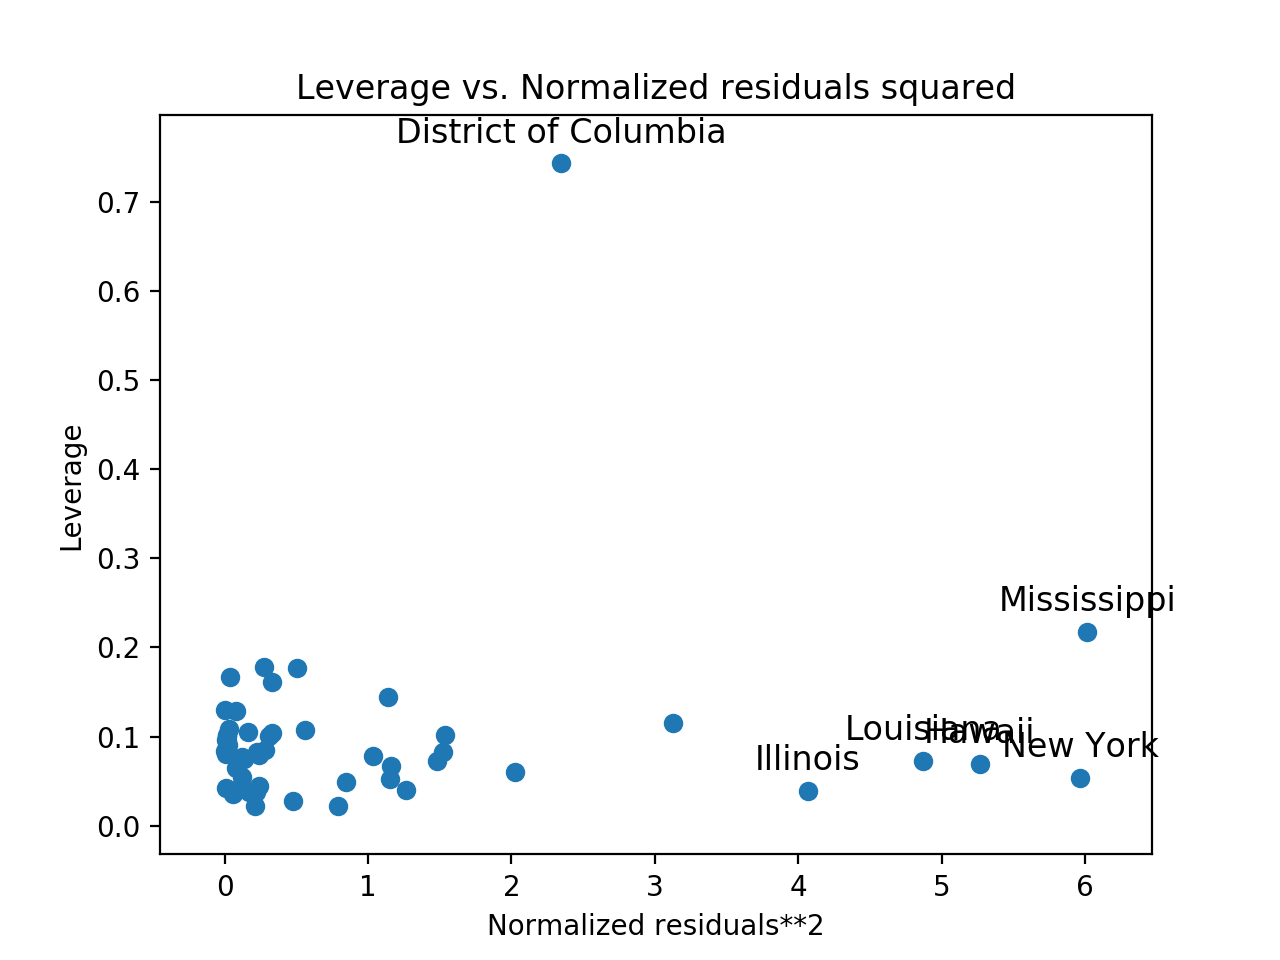 Leverage vs. Normalized residuals squared
District of Columbia
0.7
0.6
0.5
0.4
0.3
0.2
0.1
0.0
Leverage
Mississippi
Louisiana
Hawaii
New York
Illinois
0 1 2 3 4 5 6
Normalized residuals**2